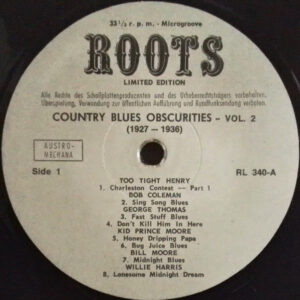 33 1/3 r. p. m. - Microgroove
ROOTS
LIMITED EDITION
Alle Rechte des Schallplattenproduzenten und des Urheberrechtsträgers vorbehalten.
Überspielung, Verwendung zur öffentlichen Aufführung und Rundfunksendung verboten.
COUNTRY BLUES OBSCURITIES - VOL. 2
(1927 - 1936)
AUSTRO-
MECHANA
Side 1
RL 340-A
TOO TIGHT HENRY
1. Charleston Contest -- Part 1
BOB COLEMAN
2. Sing Song Blues
GEORGE THOMAS
3. Fast Stuff Blues
4. Don't Kill Him In Here
KID PRINCE MOORE
5. Honey Dripping Papa
6. Bug Juice Blues
BILL MOORE
7. Midnight Blues
WILLIE HARRIS
8. Lonesome Midnight Dream